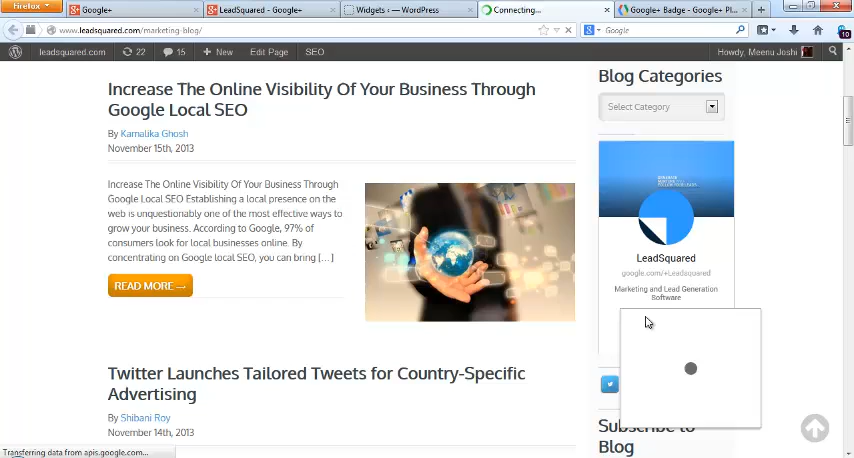 Firefox
Google+
LeadSquared - Google+
Widgets ‹ — WordPress
Connecting...
Google+ Badge - Google+ Pl...
www.leadsquared.com/marketing-blog/
Google
10
leadsquared.com
22
15
+ New
Edit Page
SEO
Howdy, Meenu Joshi
Increase The Online Visibility Of Your Business Through
Google Local SEO
By Kamalika Ghosh
November 15th, 2013
Increase The Online Visibility Of Your Business Through
Google Local SEO Establishing a local presence on the
web is unquestionably one of the most effective ways to
grow your business. According to Google, 97% of
consumers look for local businesses online. By
concentrating on Google local SEO, you can bring [...]
READ MORE →
Twitter Launches Tailored Tweets for Country-Specific
Advertising
By Shibani Roy
November 14th, 2013
Blog Categories
Select Category
LeadSquared
google.com/+Leadsquared
Marketing and Lead Generation
Software
Subscribe to
Blog
Transferring data from apis.google.com...